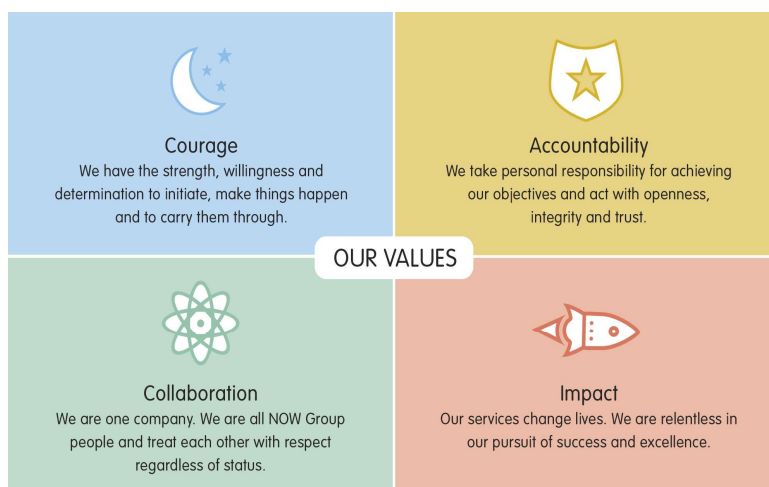 Courage
We have the strength, willingness and
determination to initiate, make things happen
and to carry them through.
Accountability
We take personal responsibility for achieving
our objectives and act with openness,
integrity and trust.
OUR VALUES
Collaboration
We are one company. We are all NOW Group
people and treat each other with respect
regardless of status.
Impact
Our services change lives. We are relentless in
our pursuit of success and excellence.